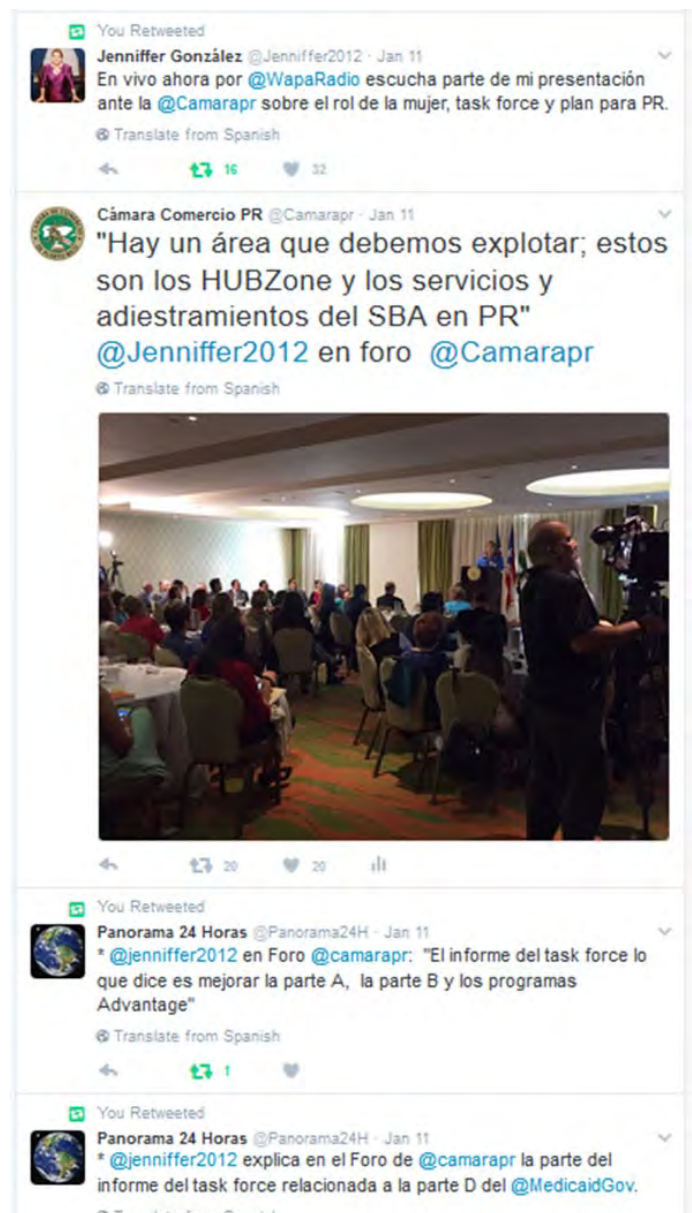 You Retweeted
Jenniffer González @Jenniffer2012 · Jan 11
En vivo ahora por @WapaRadio escucha parte de mi presentación
ante la @Camarapr sobre el rol de la mujer, task force y plan para PR.
Translate from Spanish
16 32
Cámara Comercio PR @Camarapr · Jan 11
"Hay un área que debemos explotar; estos
son los HUBZone y los servicios y
adiestramientos del SBA en PR"
@Jenniffer2012 en foro @Camarapr
Translate from Spanish
20 20
You Retweeted
Panorama 24 Horas @Panorama24H · Jan 11
* @jenniffer2012 en Foro @camarapr: "El informe del task force lo
que dice es mejorar la parte A, la parte B y los programas
Advantage"
Translate from Spanish
1
You Retweeted
Panorama 24 Horas @Panorama24H · Jan 11
* @jenniffer2012 explica en el Foro de @camarapr la parte del
informe del task force relacionada a la parte D del @MedicaidGov.